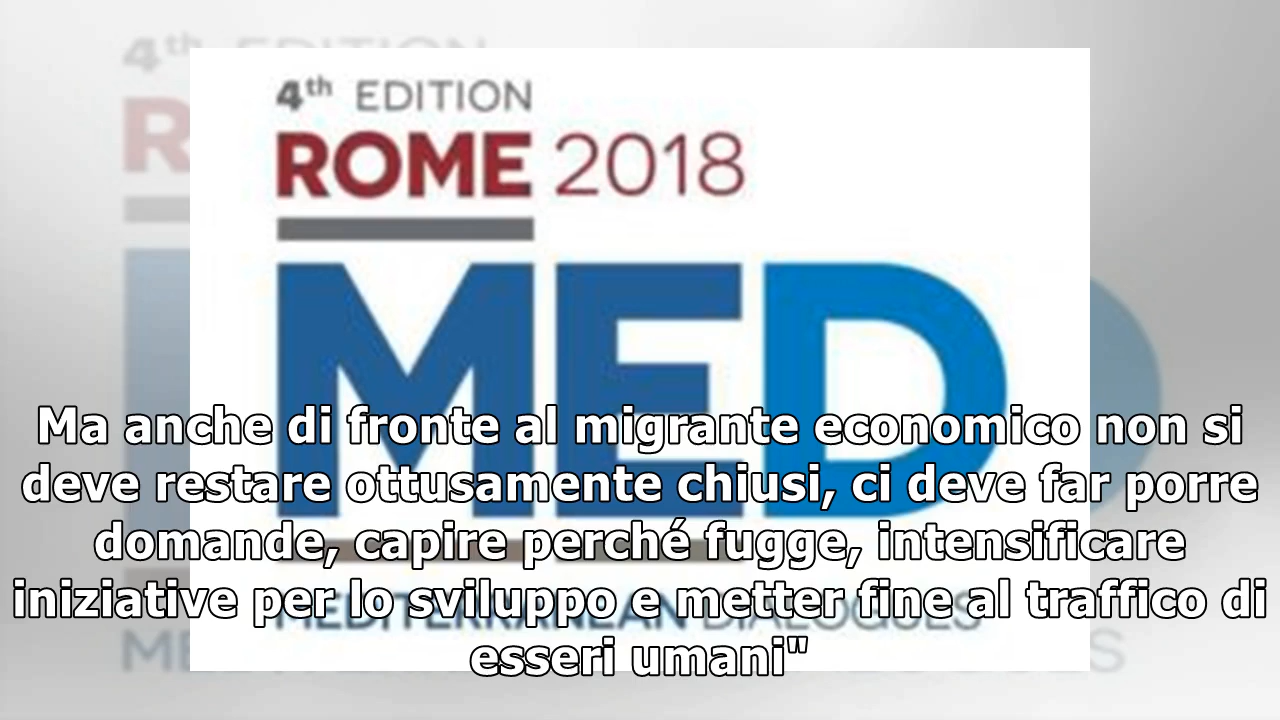 4th EDITION
ROME 2018
MED
MEDITERRANEAN DIALOGUES
Ma anche di fronte al migrante economico non si
deve restare ottusamente chiusi, ci deve far porre
domande, capire perché fugge, intensificare
iniziative per lo sviluppo e metter fine al traffico di
esseri umani"